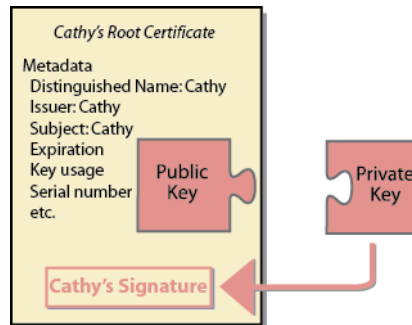 Cathy's Root Certificate
Metadata
Distinguished Name: Cathy
Issuer: Cathy
Subject: Cathy
Expiration
Key usage
Serial number
etc.
Public
Key
Private
Key
Cathy's Signature